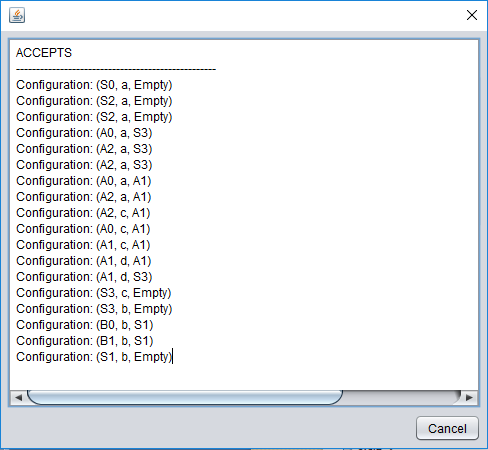 ACCEPTS
--------------------------------------------------
Configuration: (S0, a, Empty)
Configuration: (S2, a, Empty)
Configuration: (S2, a, Empty)
Configuration: (A0, a, S3)
Configuration: (A2, a, S3)
Configuration: (A2, a, S3)
Configuration: (A0, a, A1)
Configuration: (A2, a, A1)
Configuration: (A2, c, A1)
Configuration: (A0, c, A1)
Configuration: (A1, c, A1)
Configuration: (A1, d, A1)
Configuration: (A1, d, S3)
Configuration: (S3, c, Empty)
Configuration: (S3, b, Empty)
Configuration: (B0, b, S1)
Configuration: (B1, b, S1)
Configuration: (S1, b, Empty)
Cancel